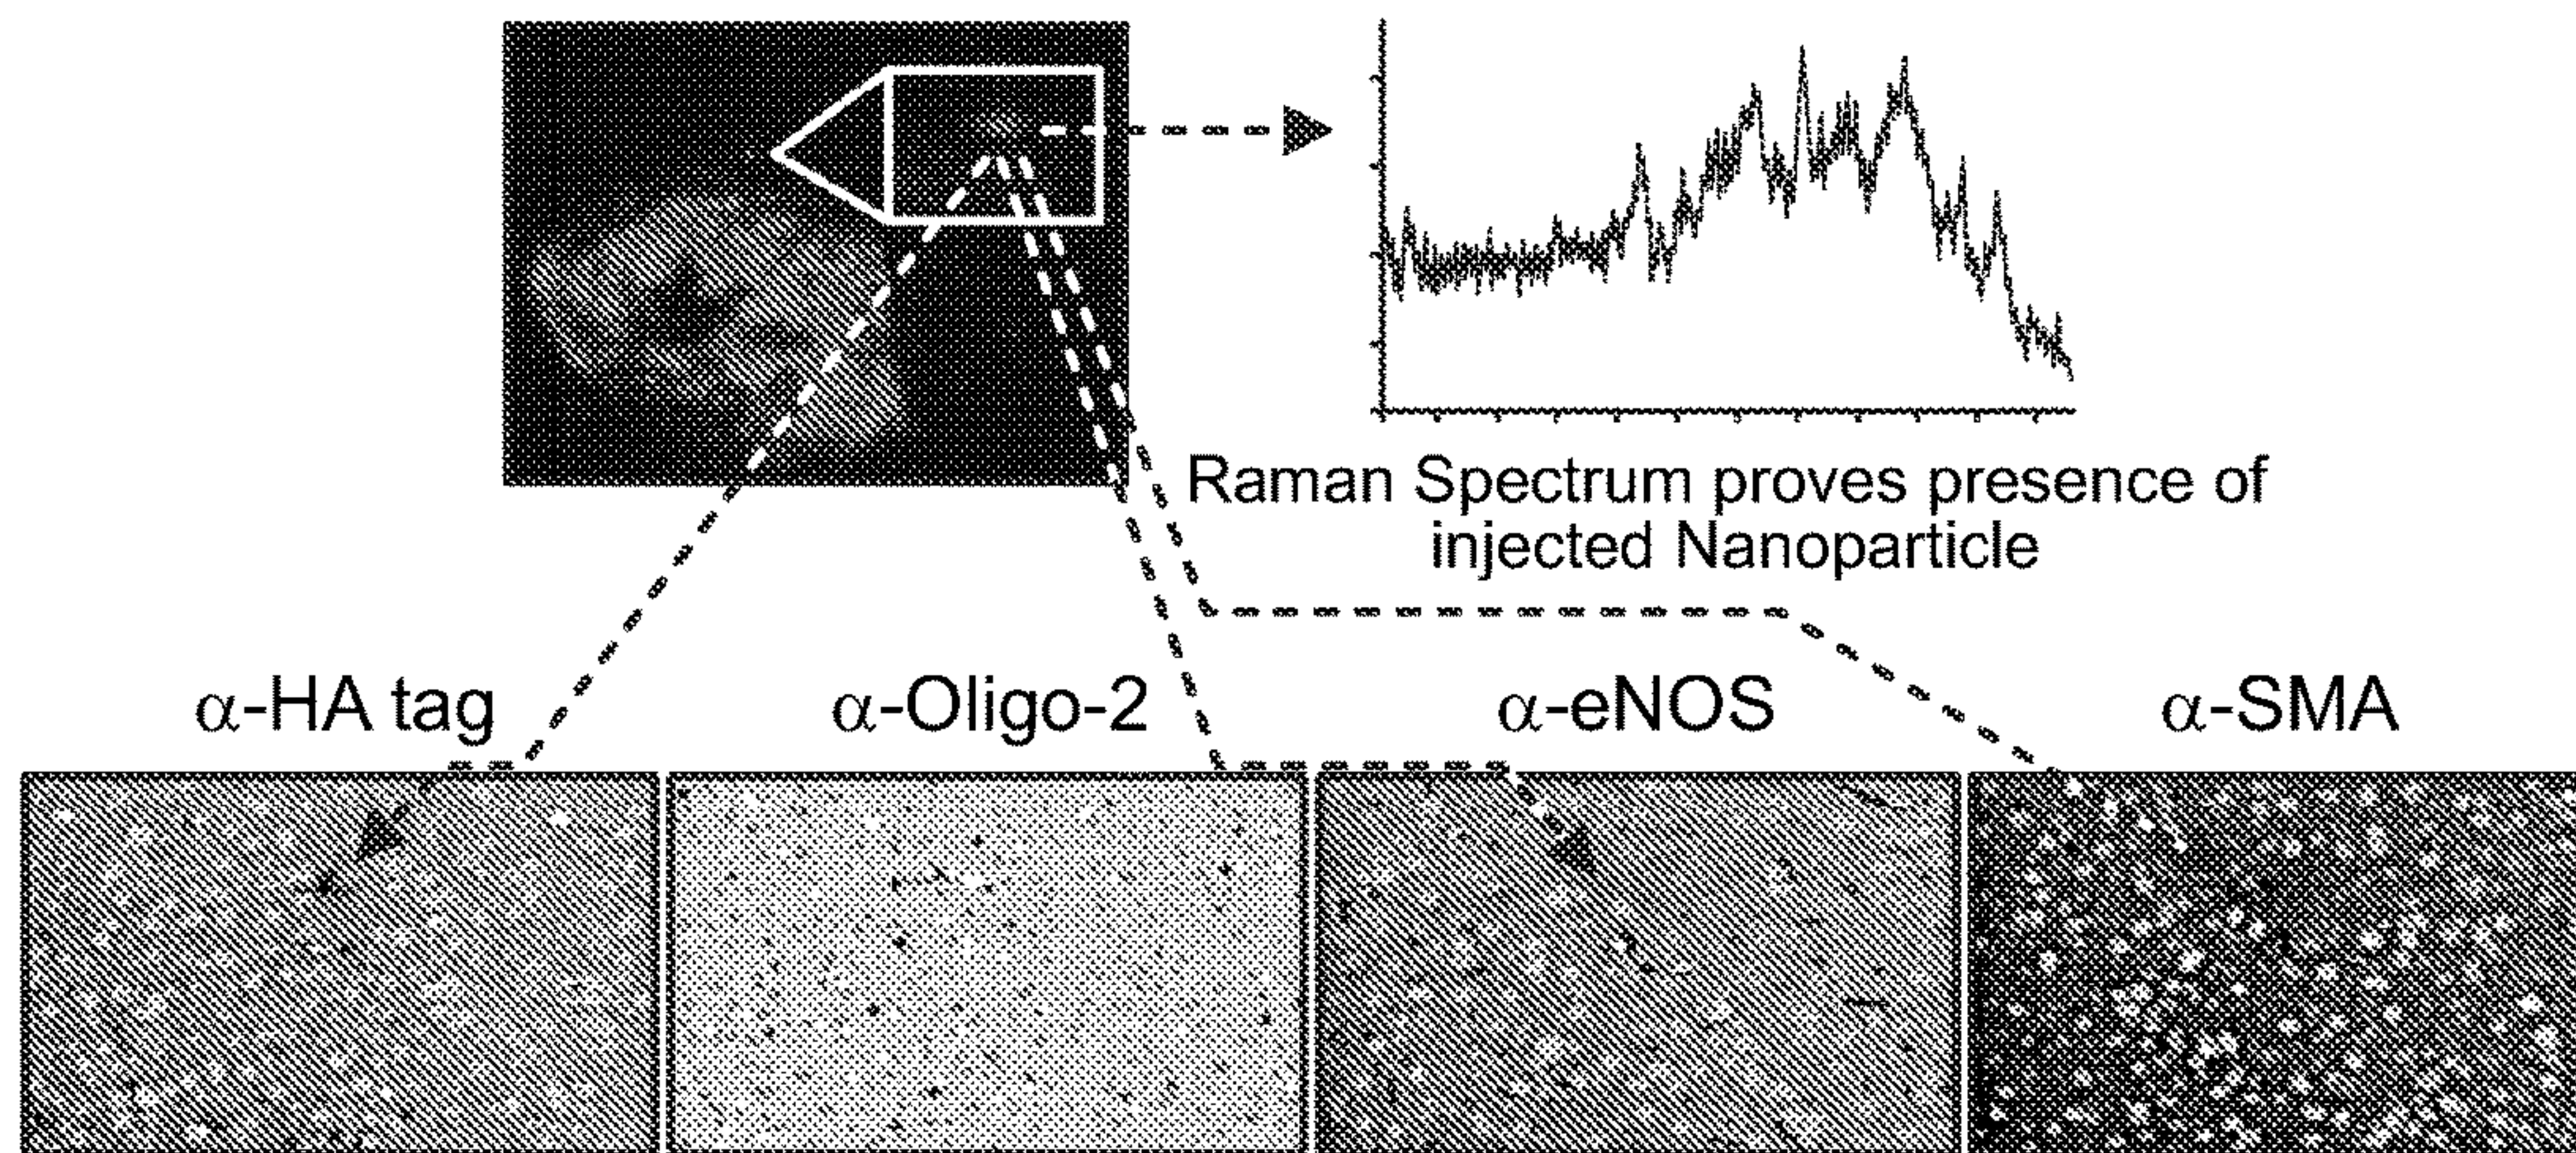 Raman Spectrum proves presence of
injected Nanoparticle
α-HA tag
α-Oligo-2
α-eNOS
α-SMA